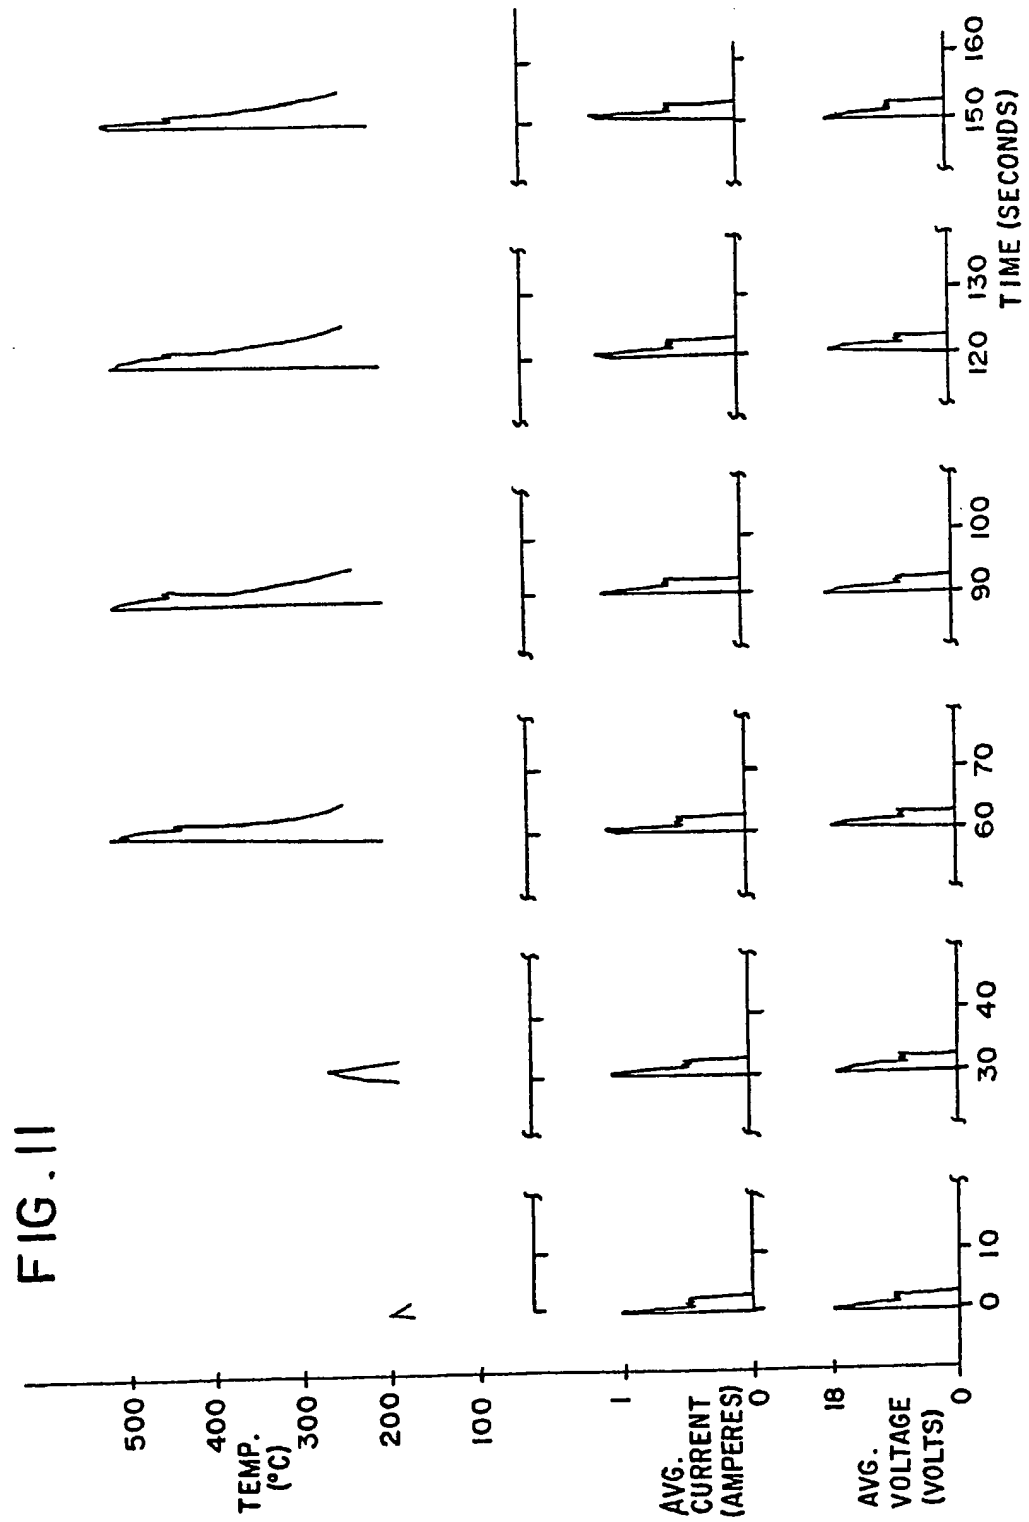 FIG. 11
500
400
TEMP.
(°C)
300
200
100
1
AVG.
CURRENT
(AMPERES)
0
18
AVG.
VOLTAGE
(VOLTS)
0
0 10 30 40 60 70 90 100 120 130 150 160
TIME (SECONDS)